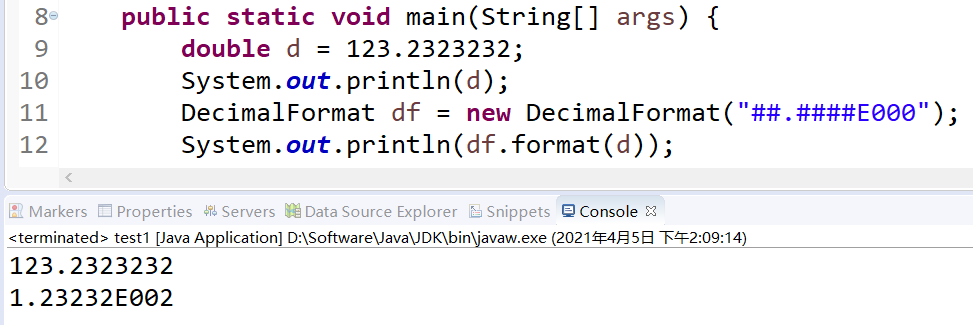 8 public static void main(String[] args) {
9 double d = 123.2323232;
10 System.out.println(d);
11 DecimalFormat df = new DecimalFormat("##.####E000");
12 System.out.println(df.format(d));
Markers Properties Servers Data Source Explorer Snippets Console
<terminated> test1 [Java Application] D:\Software\Java\JDK\bin\javaw.exe (2021年4月5日 下午2:09:14)
123.2323232
1.23232E002